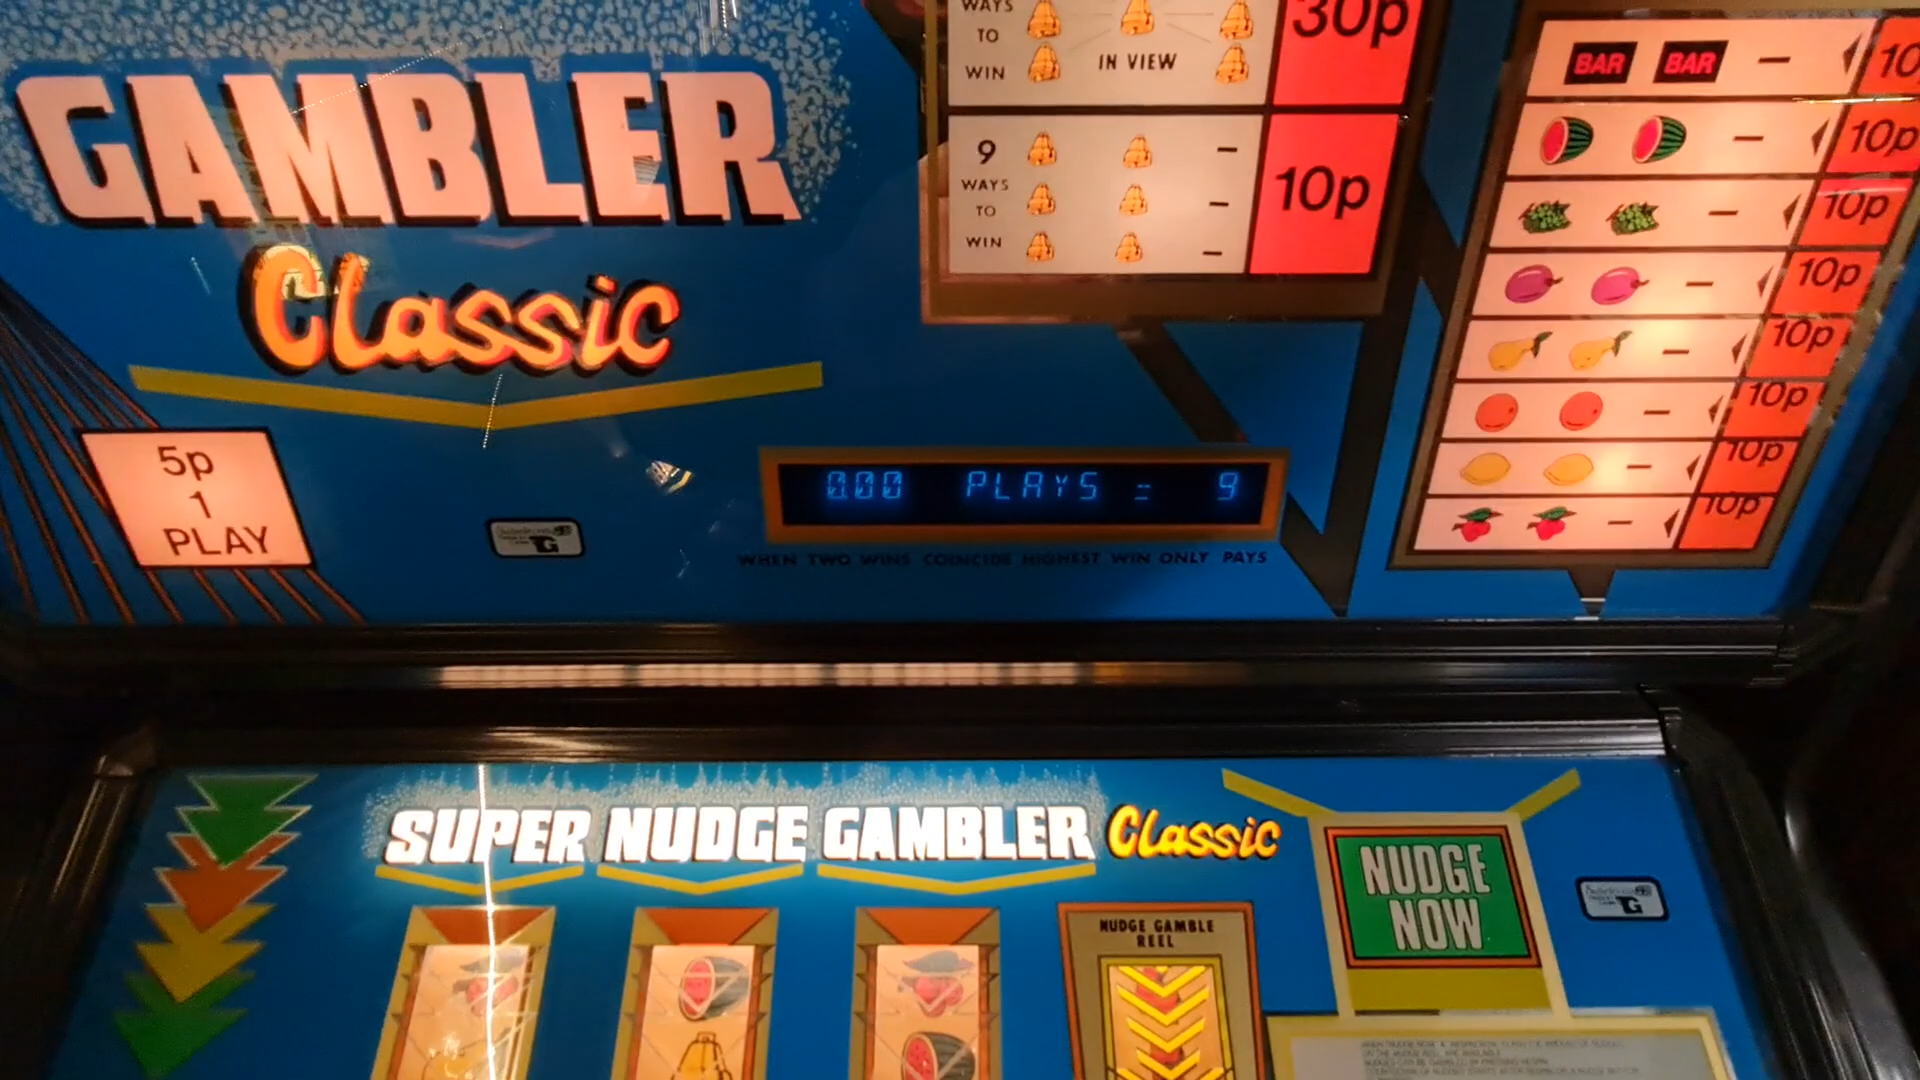 GAMBLER
Classic
5p
1
PLAY
WAYS
TO
WIN
IN VIEW
30p
9
WAYS
TO
WIN
10p
0.00 PLAYS = 9
WHEN TWO WINS COINCIDE HIGHEST WIN ONLY PAYS
BAR BAR
10
10p
10p
10p
10p
10p
10p
10p
SUPER NUDGE GAMBLER Classic
NUDGE GAMBLE
REEL
NUDGE
NOW